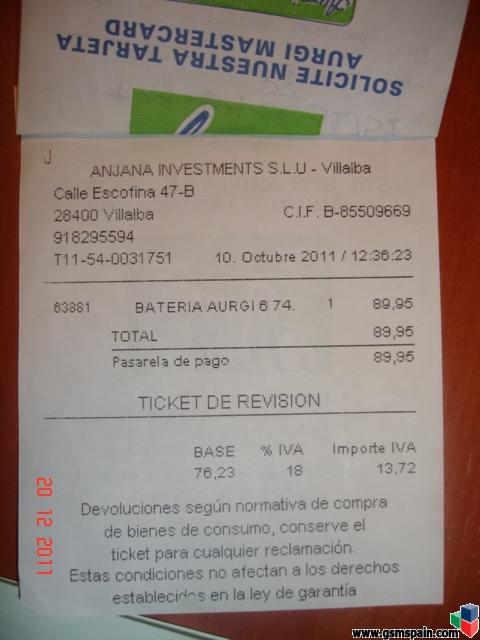 SOLICITE NUESTRA TARJETA
AURGI MASTERCARD
J
ANJANA INVESTMENTS S.L.U - Villalba
Calle Escofina 47-B
28400 Villalba C.I.F. B-85509669
918295594
T11-54-0031751 10. Octubre 2011 / 12:36:23
63881 BATERIA AURGI 6 74. 1 89,95
TOTAL 89,95
Pasarela de pago 89,95
TICKET DE REVISION
BASE % IVA Importe IVA
76,23 18 13,72
Devoluciones según normativa de compra
de bienes de consumo, conserve el
ticket para cualquier reclamación.
Estas condiciones no afectan a los derechos
establecidos en la ley de garantía
20 12 2011
www.gsmspain.com